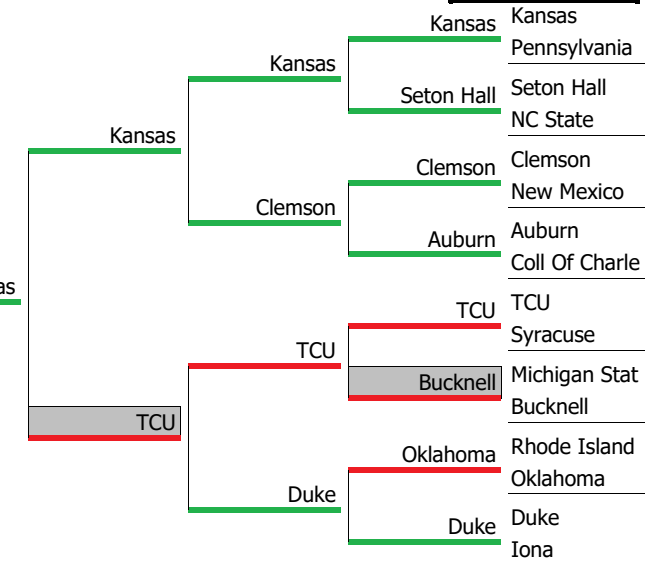 Kansas
Kansas
Pennsylvania
Kansas
Seton Hall
Seton Hall
NC State
Kansas
Clemson
Clemson
New Mexico
Clemson
Auburn
Auburn
Coll Of Charle
as
TCU
TCU
Syracuse
TCU
Bucknell
Michigan Stat
Bucknell
TCU
Oklahoma
Rhode Island
Oklahoma
Duke
Duke
Duke
Iona